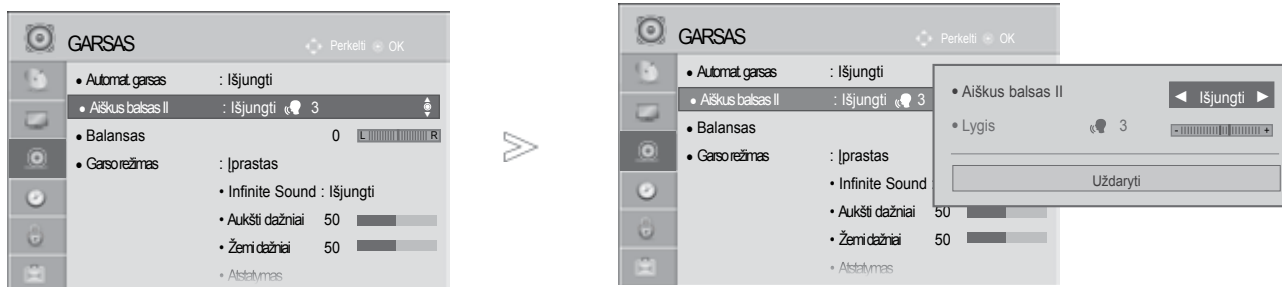 GARSAS Perkelti OK
• Automat. garsas : Išjungti
• Aiškus balsas II : Išjungti 3
• Balansas 0 L R
• Garso režimas : Įprastas
• Infinite Sound : Išjungti
• Aukšti dažniai 50
• Žemi dažniai 50
• Atstatymas
GARSAS Perkelti OK
• Automat. garsas : Išjungti
• Aiškus balsas II : Išjungti 3
• Balansas
• Garso režimas : Įprastas
• Infinite Sound :
• Aukšti dažniai 50
• Žemi dažniai 50
• Atstatymas
• Aiškus balsas II ◄ Išjungti ►
• Lygis 3 - +
Uždaryti